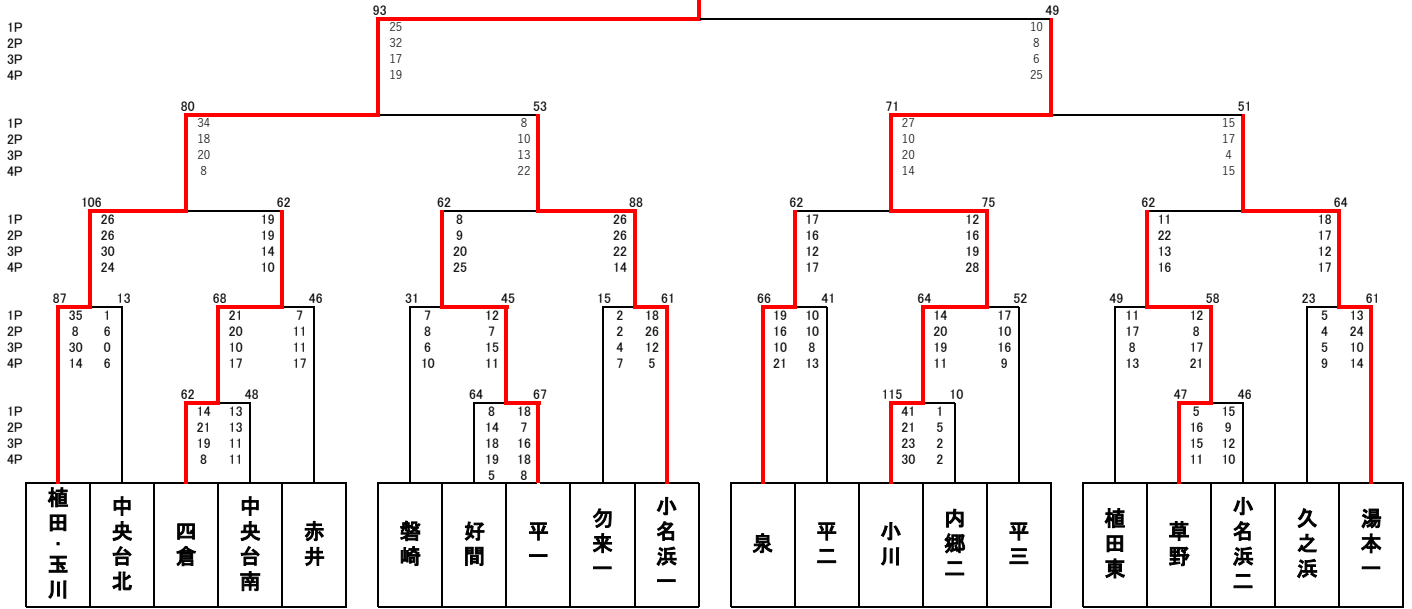 93 49
1P 25 10
2P 32 8
3P 17 6
4P 19 25
80 53 71 51
1P 34 8 27 15
2P 18 10 10 17
3P 20 13 20 4
4P 8 22 14 15
106 62 62 88 62 75 62 64
1P 26 19 8 26 17 12 11 18
2P 26 19 9 26 16 16 22 17
3P 30 14 20 22 12 19 13 12
4P 24 10 25 14 17 28 16 17
87 13 68 46 31 45 15 61 66 41 64 52 49 58 23 61
1P 35 1 21 7 7 12 2 18 19 10 14 17 11 12 5 13
2P 8 6 20 11 8 7 2 26 16 10 20 10 17 8 4 24
3P 30 0 10 11 6 15 4 12 10 8 19 16 8 17 5 10
4P 14 6 17 17 10 11 7 5 21 13 11 9 13 21 9 14
62 48 64 67 115 10 47 46
1P 14 13 8 18 41 1 5 15
2P 21 13 14 7 21 5 16 9
3P 19 11 18 16 23 2 15 12
4P 8 11 19 18 30 2 11 10
5 8
植田・玉川
中央台北
四倉
中央台南
赤井
磐崎
好間
平一
勿来一
小名浜一
泉
平二
小川
内郷二
平三
植田東
草野
小名浜二
久之浜
湯本一